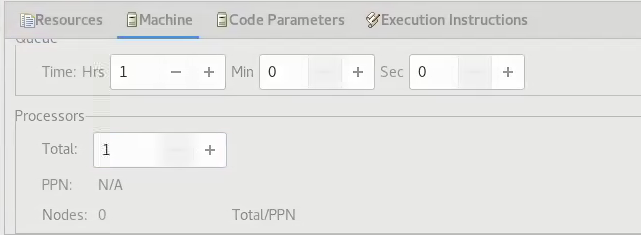 Resources Machine Code Parameters Execution Instructions
Queue
Time: Hrs 1 − + Min 0 − + Sec 0 − +
Processors
Total: 1 − +
PPN: N/A
Nodes: 0 Total/PPN